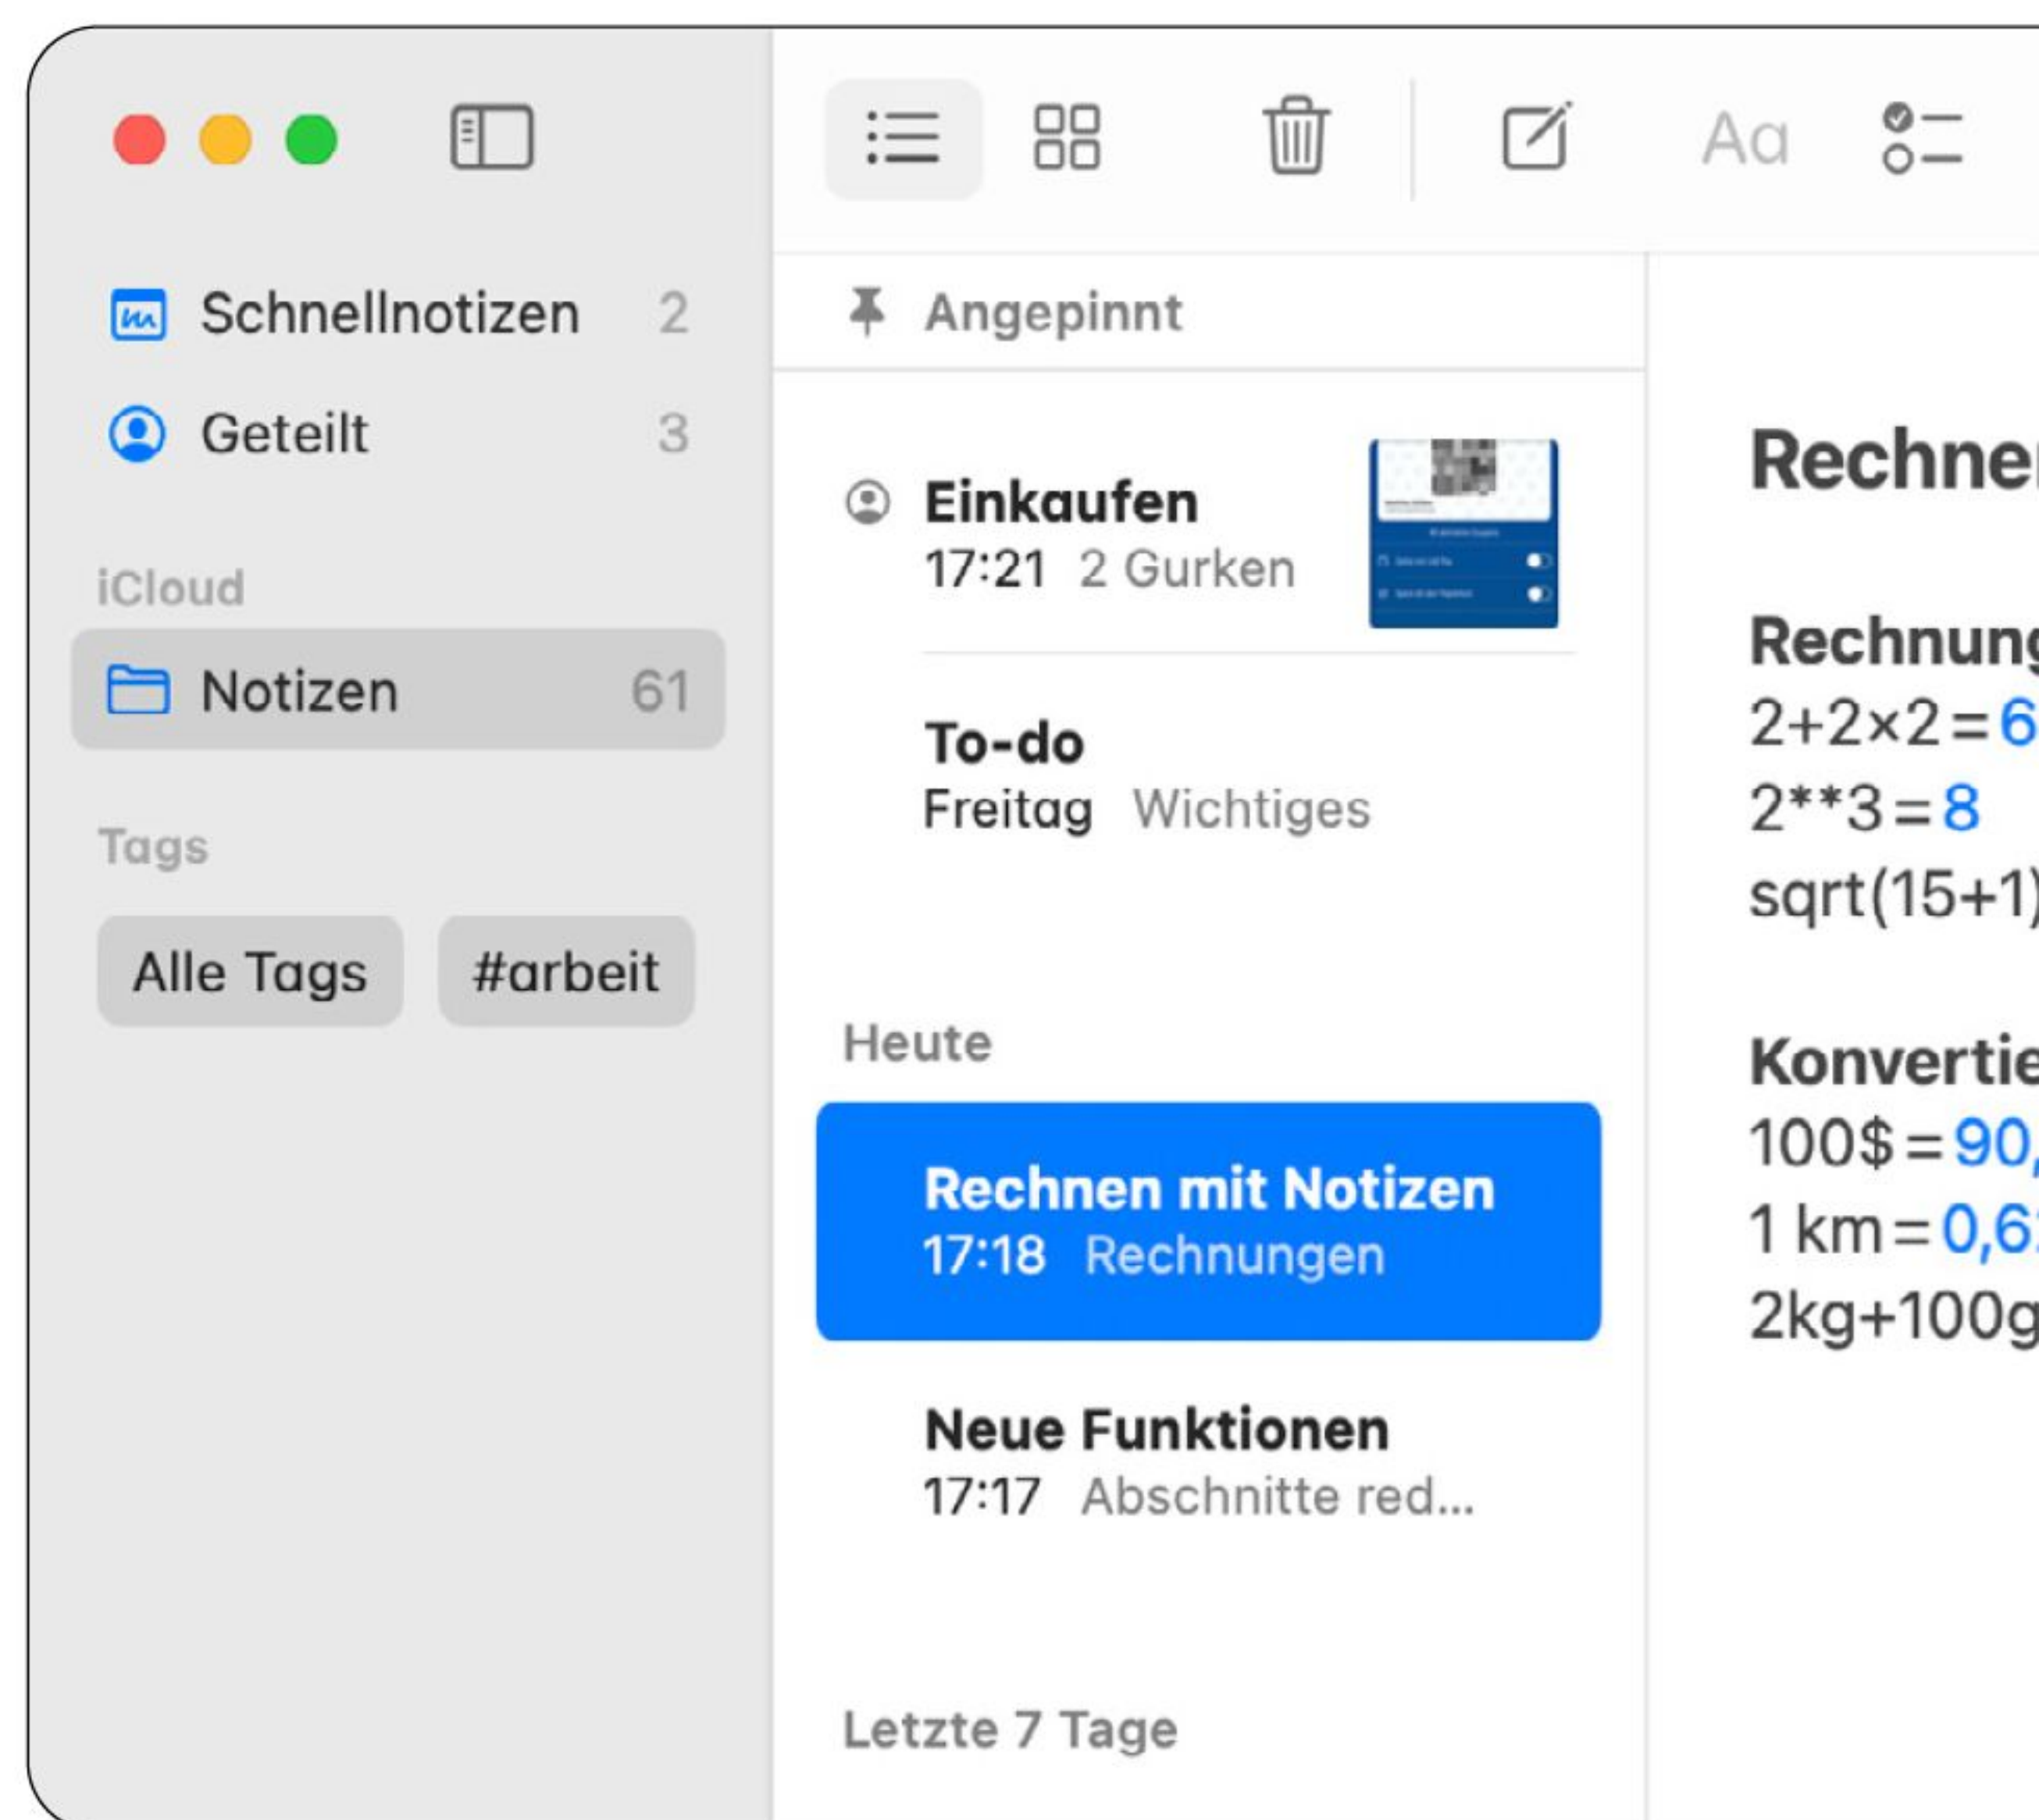 Aa
Schnellnotizen 2
Geteilt 3
iCloud
Notizen 61
Tags
Alle Tags #arbeit
Angepinnt
Einkaufen
17:21 2 Gurken
To-do
Freitag Wichtiges
Heute
Rechnen mit Notizen
17:18 Rechnungen
Neue Funktionen
17:17 Abschnitte red...
Letzte 7 Tage
Rechnen
Rechnung
2+2×2=6
2**3=8
sqrt(15+1)
Konvertie
100$=90,
1 km=0,62
2kg+100g